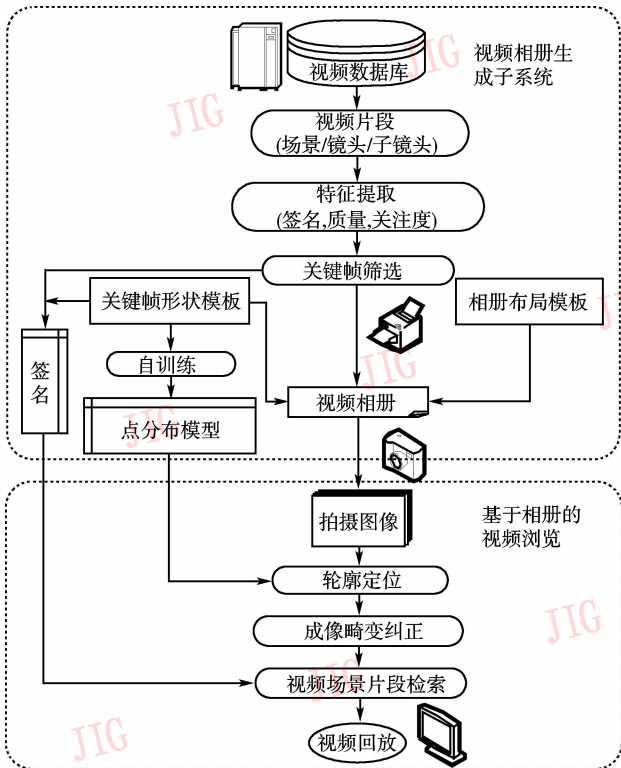 视频数据库
视频相册生
成子系统
JIG
JIG
视频片段
(场景/镜头/子镜头)
特征提取
(签名,质量,关注度)
关键帧筛选
关键帧形状模板
相册布局模板
JIG
签
名
自训练
JIG
视频相册
点分布模型
JIG
拍摄图像
基于相册的
视频浏览
轮廓定位
成像畸变纠正
JIG
视频场景片段检索
JIG
视频回放
JIG